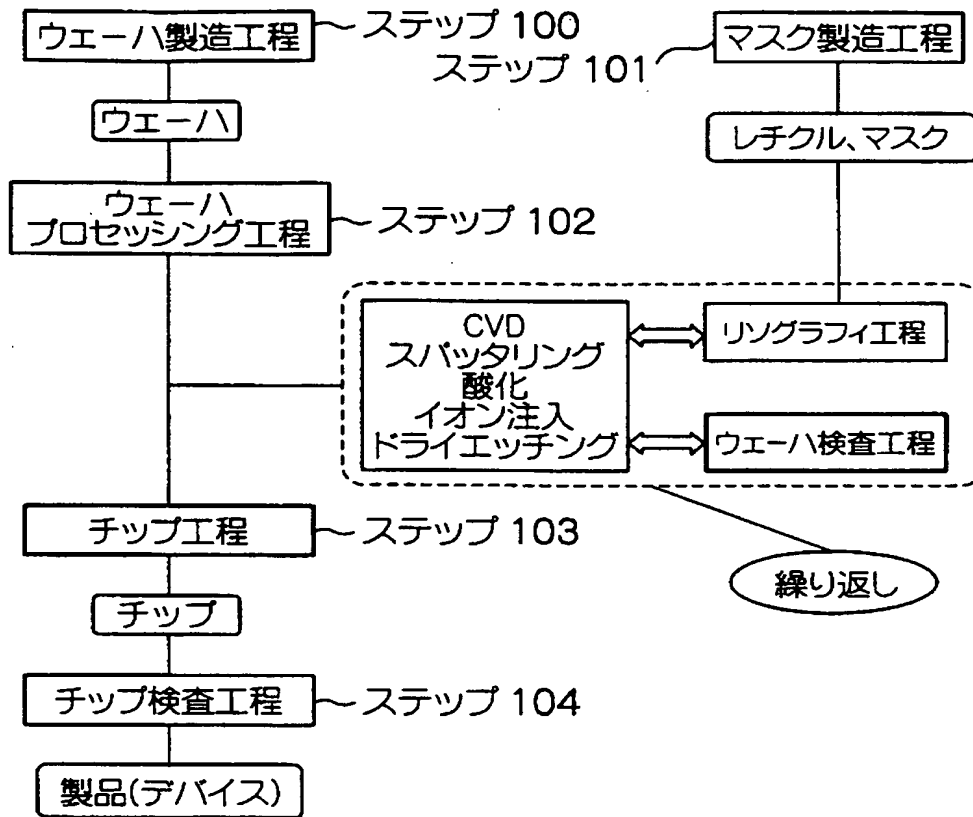 ウェーハ製造工程
ステップ 100
ステップ 101
マスク製造工程
ウェーハ
レチクル、マスク
ウェーハ
プロセッシング工程
ステップ 102
CVD
スパッタリング
酸化
イオン注入
ドライエッチング
リソグラフィ工程
ウェーハ検査工程
チップ工程
ステップ 103
繰り返し
チップ
チップ検査工程
ステップ 104
製品(デバイス)